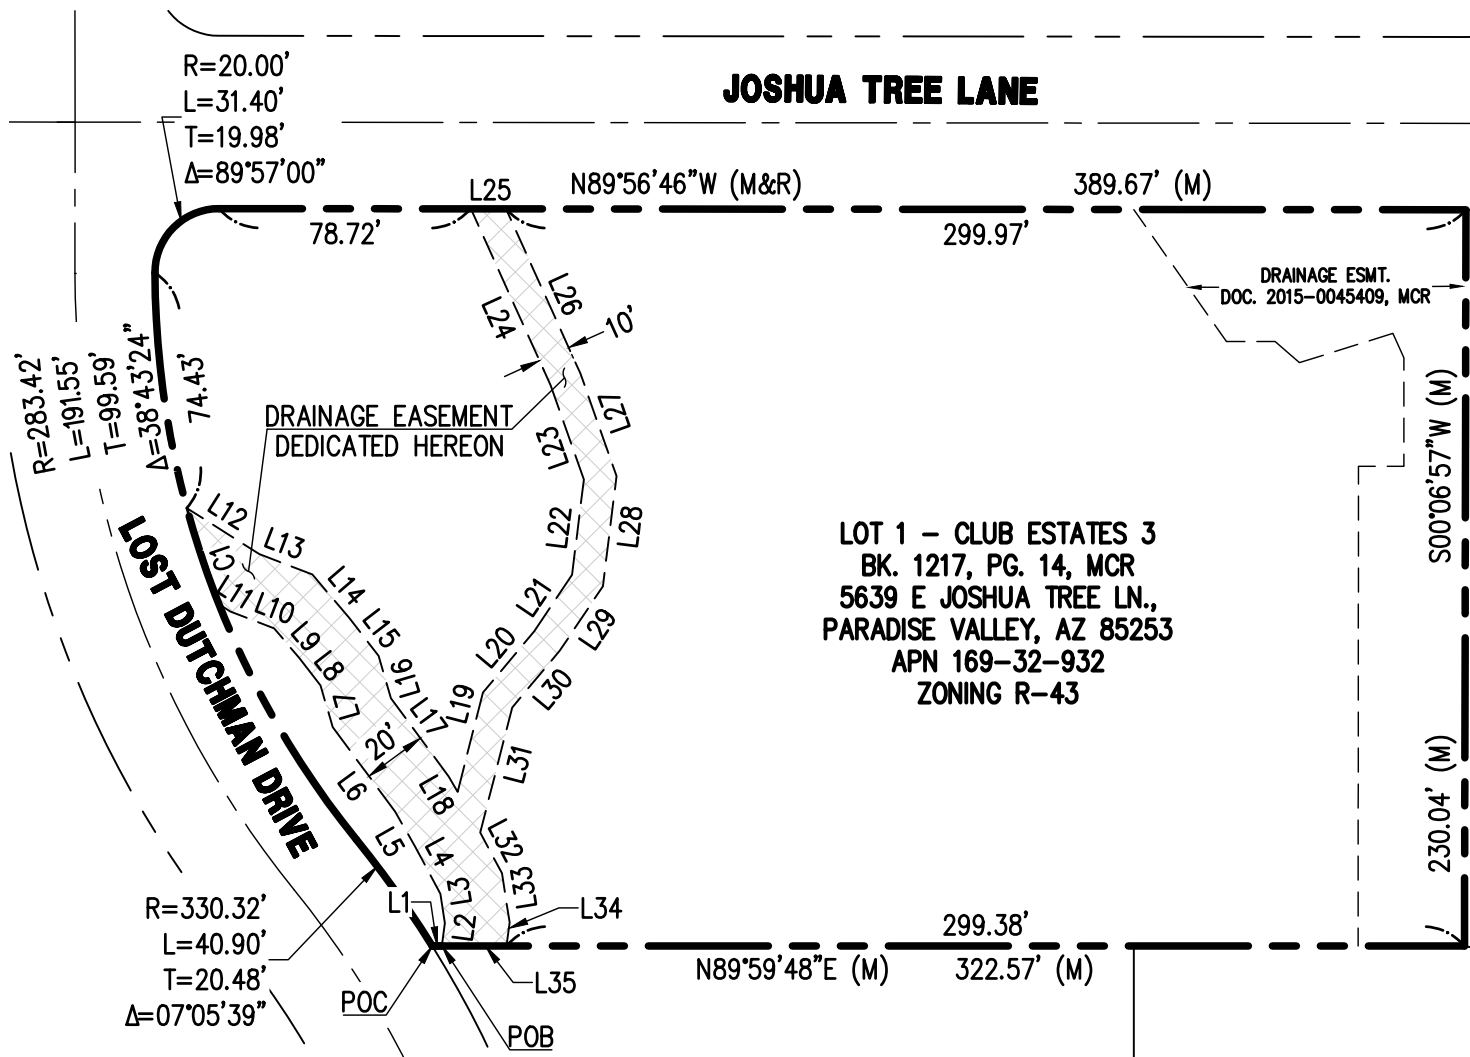 R=20.00'
L=31.40'
T=19.98'
Δ=89°57'00"
JOSHUA TREE LANE
L25
N89°56'46"W (M&R)
389.67' (M)
78.72'
299.97'
DRAINAGE ESMT.
DOC. 2015-0045409, MCR
L26
L24
10'
R=283.42'
L=191.55'
T=99.59'
Δ=38°43'24"
74.43'
DRAINAGE EASEMENT
DEDICATED HEREON
L27
L23
S00°06'57"W (M)
L12
L13
C1
L22
L28
LOST DUTCHMAN DRIVE
L11
L10
L14
L9
L15
L8
L16
L7
L17
L21
L20
L29
L19
L30
LOT 1 - CLUB ESTATES 3
BK. 1217, PG. 14, MCR
5639 E JOSHUA TREE LN.,
PARADISE VALLEY, AZ 85253
APN 169-32-932
ZONING R-43
20'
L31
L6
L18
L5
L4
L32
L3
L33
L1
L2
L34
230.04' (M)
R=330.32'
L=40.90'
T=20.48'
Δ=07°05'39"
299.38'
N89°59'48"E (M)
322.57' (M)
L35
POC
POB